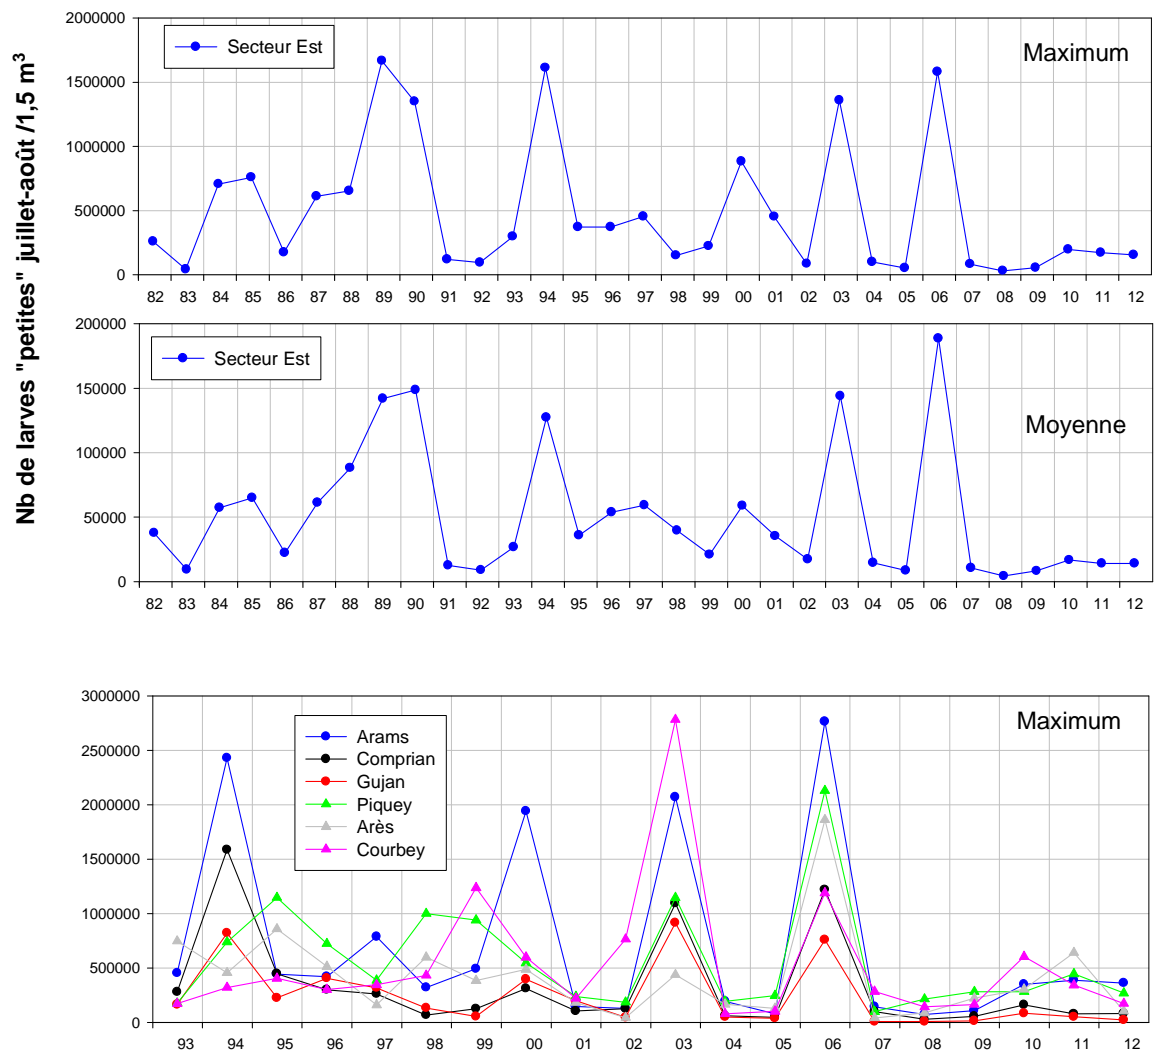 Nb de larves "petites" juillet-août /1,5 m³
2000000
1500000
1000000
500000
0
Secteur Est
Maximum
82 83 84 85 86 87 88 89 90 91 92 93 94 95 96 97 98 99 00 01 02 03 04 05 06 07 08 09 10 11 12
200000
150000
100000
50000
0
Secteur Est
Moyenne
82 83 84 85 86 87 88 89 90 91 92 93 94 95 96 97 98 99 00 01 02 03 04 05 06 07 08 09 10 11 12
3000000
2500000
2000000
1500000
1000000
500000
0
Arams
Comprian
Gujan
Piquey
Arès
Courbey
Maximum
93 94 95 96 97 98 99 00 01 02 03 04 05 06 07 08 09 10 11 12